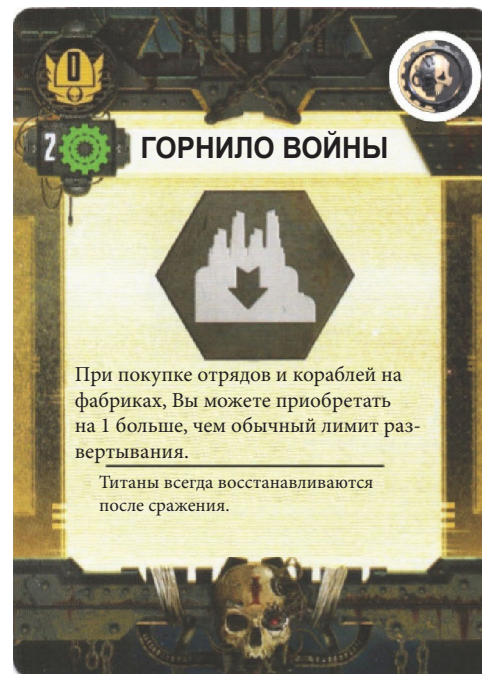 0
2
ГОРНИЛО ВОЙНЫ
При покупке отрядов и кораблей на
фабриках, Вы можете приобретать
на 1 больше, чем обычный лимит раз-
вертывания.
Титаны всегда восстанавливаются
после сражения.